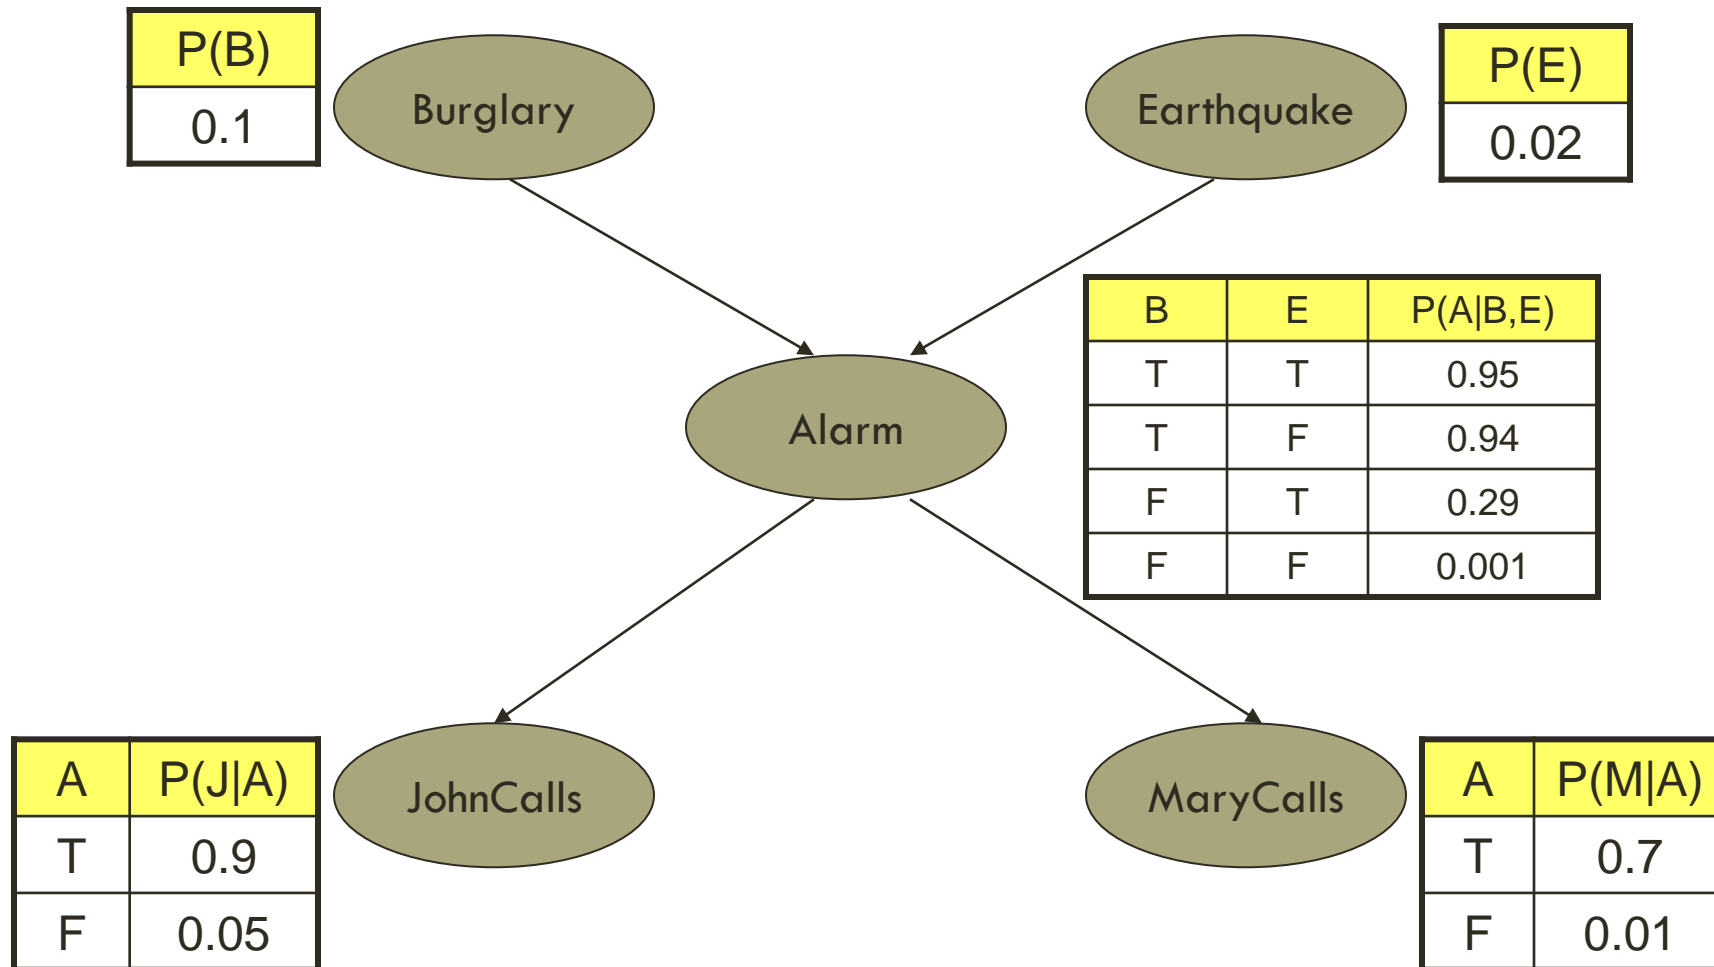 P(B)
0.1
Burglary
Earthquake
P(E)
0.02
B E P(A|B,E)
T T 0.95
T F 0.94
F T 0.29
F F 0.001
Alarm
A P(J|A)
T 0.9
F 0.05
JohnCalls
MaryCalls
A P(M|A)
T 0.7
F 0.01